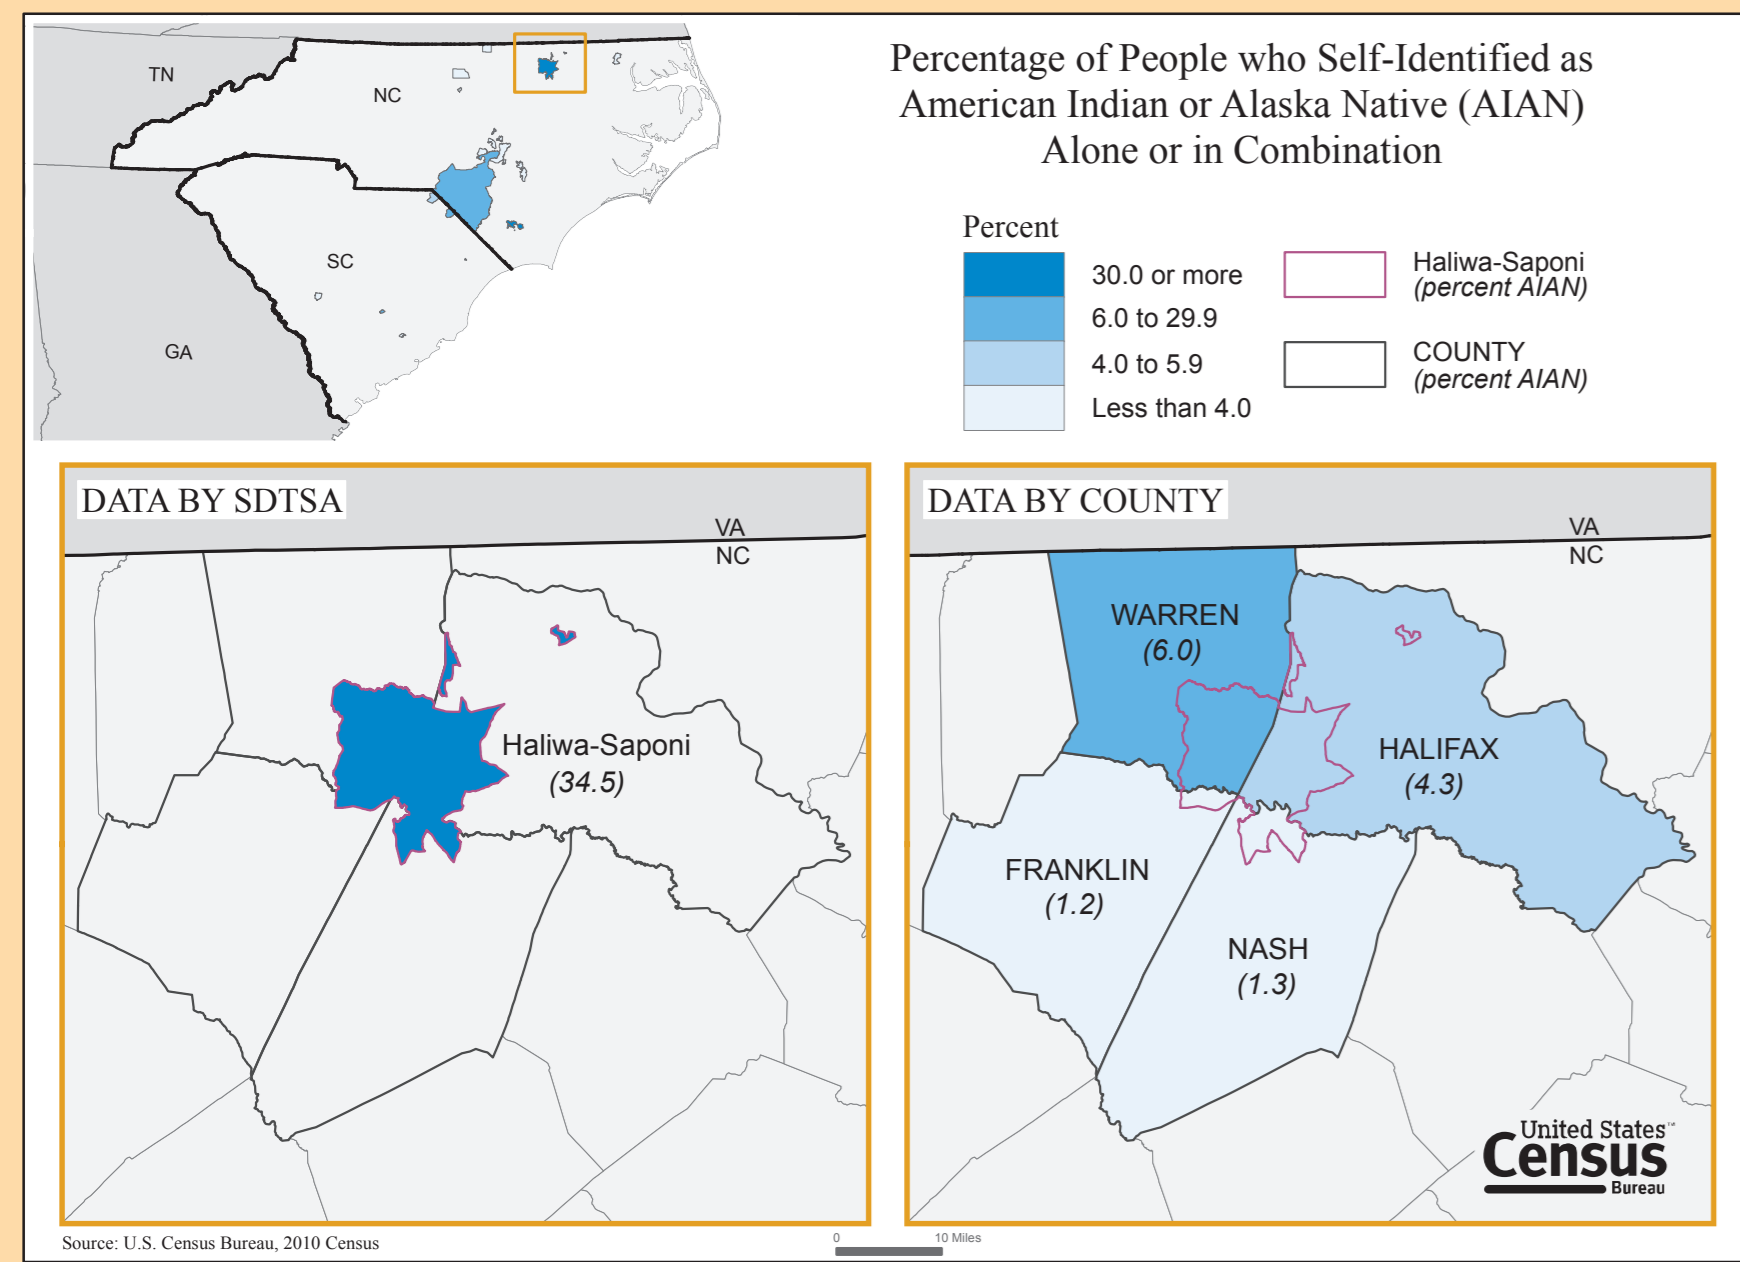 TN
NC
SC
GA
Percentage of People who Self-Identified as
American Indian or Alaska Native (AIAN)
Alone or in Combination
Percent
30.0 or more
6.0 to 29.9
4.0 to 5.9
Less than 4.0
Haliwa-Saponi
(percent AIAN)
COUNTY
(percent AIAN)
DATA BY SDTSA
VA
NC
Haliwa-Saponi
(34.5)
DATA BY COUNTY
VA
NC
WARREN
(6.0)
HALIFAX
(4.3)
FRANKLIN
(1.2)
NASH
(1.3)
United States™
Census
Bureau
Source: U.S. Census Bureau, 2010 Census
0 10 Miles